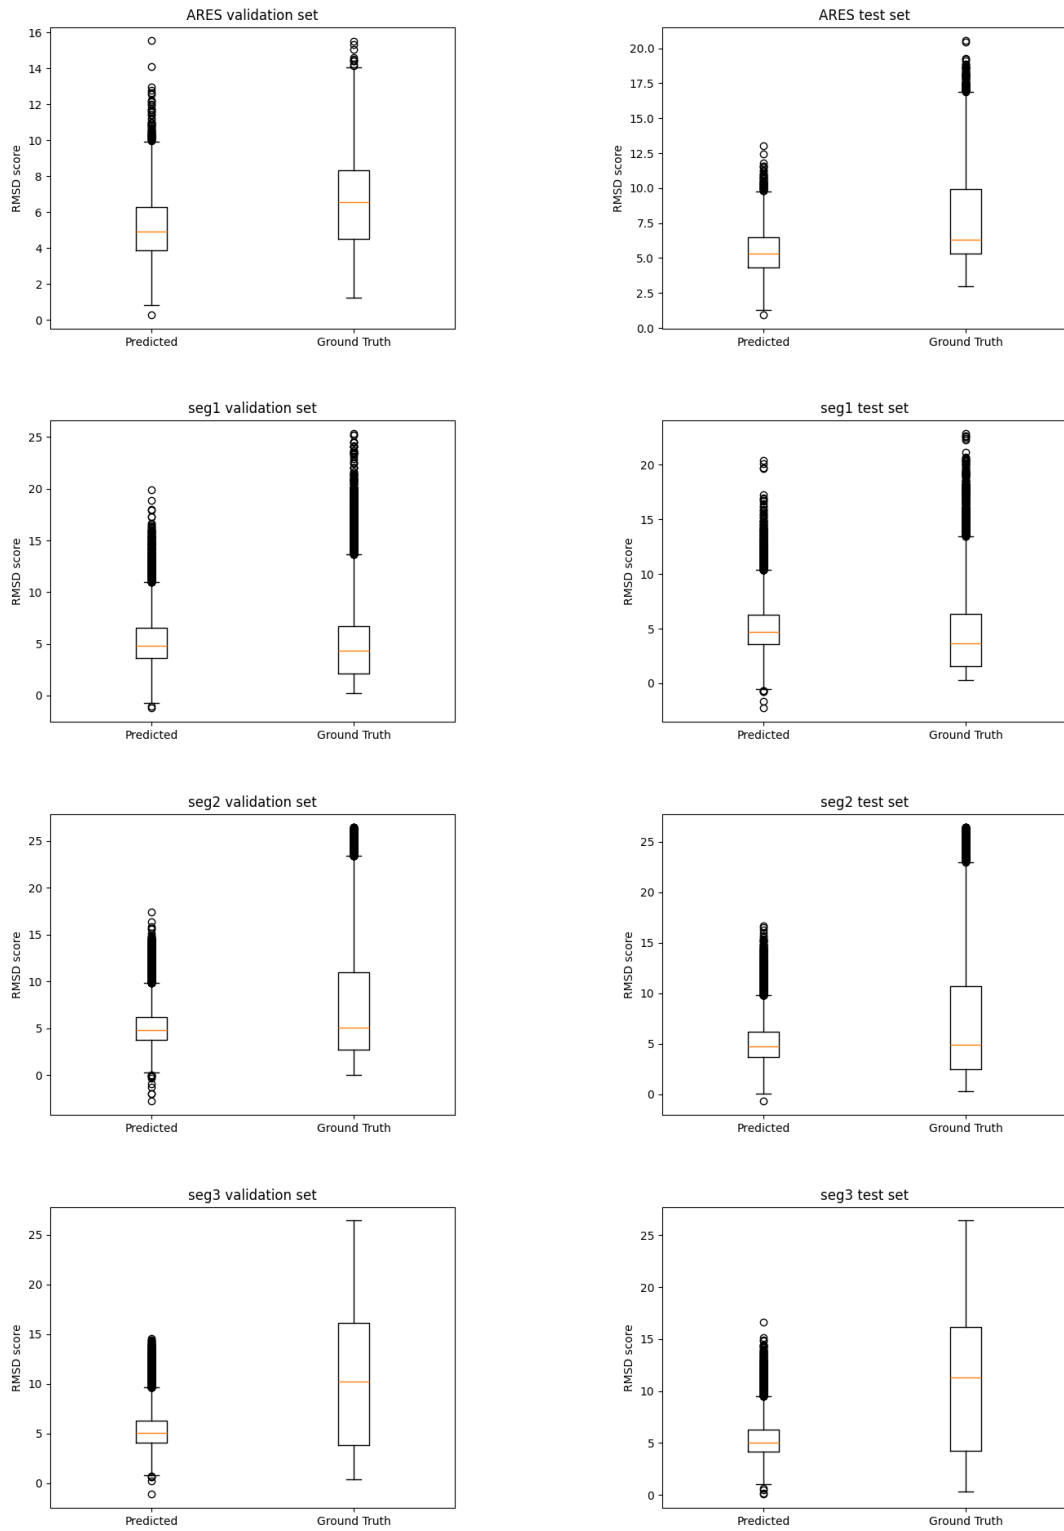 ARES validation set
16
14
12
10
8
6
4
2
0
RMSD score
Predicted
Ground Truth
ARES test set
20.0
17.5
15.0
12.5
10.0
7.5
5.0
2.5
0.0
RMSD score
Predicted
Ground Truth
seg1 validation set
25
20
15
10
5
0
RMSD score
Predicted
Ground Truth
seg1 test set
20
15
10
5
0
RMSD score
Predicted
Ground Truth
seg2 validation set
25
20
15
10
5
0
RMSD score
Predicted
Ground Truth
seg2 test set
25
20
15
10
5
0
RMSD score
Predicted
Ground Truth
seg3 validation set
25
20
15
10
5
0
RMSD score
Predicted
Ground Truth
seg3 test set
25
20
15
10
5
0
RMSD score
Predicted
Ground Truth